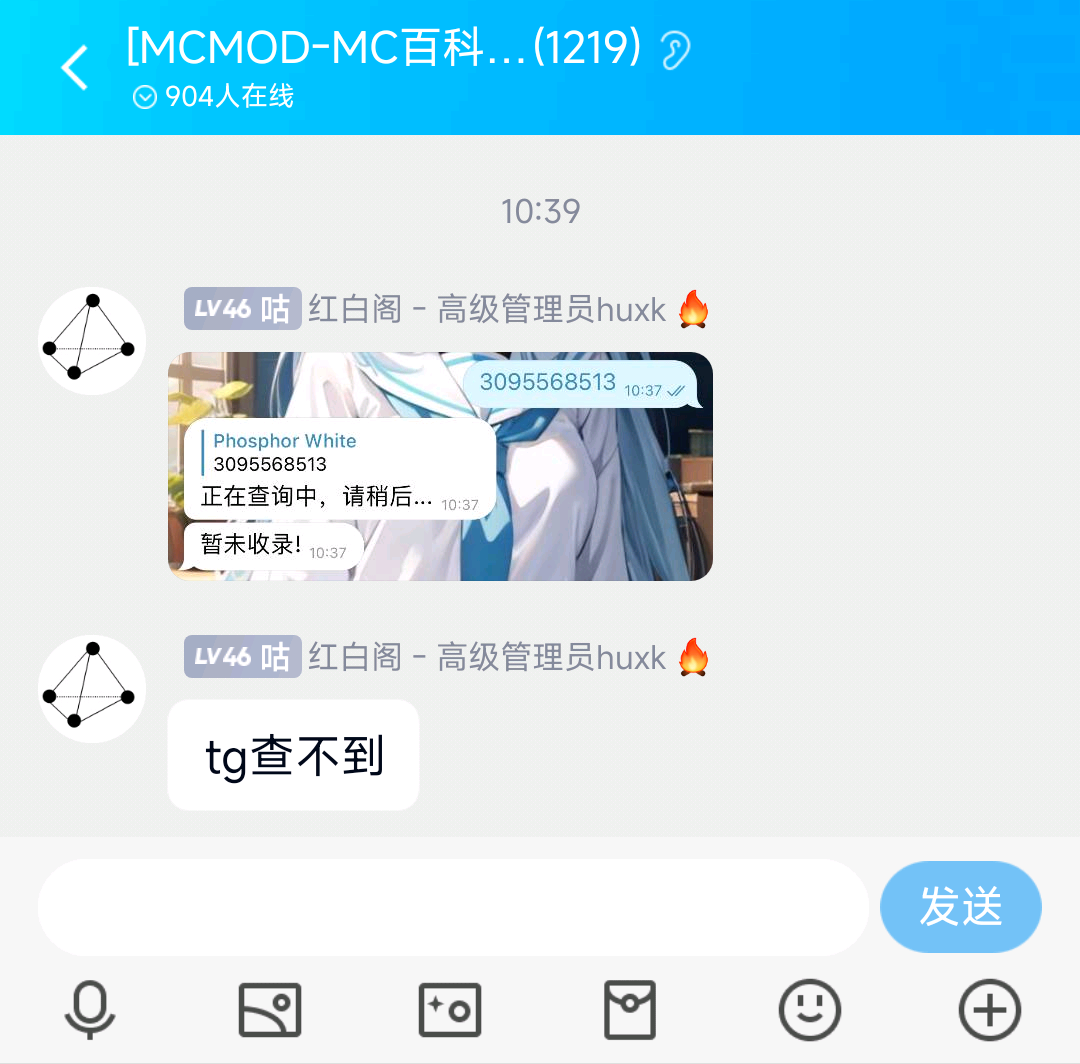 [MCMOD-MC百科...(1219)
904人在线
10:39
LV46 咕 红白阁 - 高级管理员huxk🔥
3095568513 10:37
Phosphor White
3095568513
正在查询中，请稍后... 10:37
暂未收录! 10:37
LV46 咕 红白阁 - 高级管理员huxk🔥
tg查不到
发送